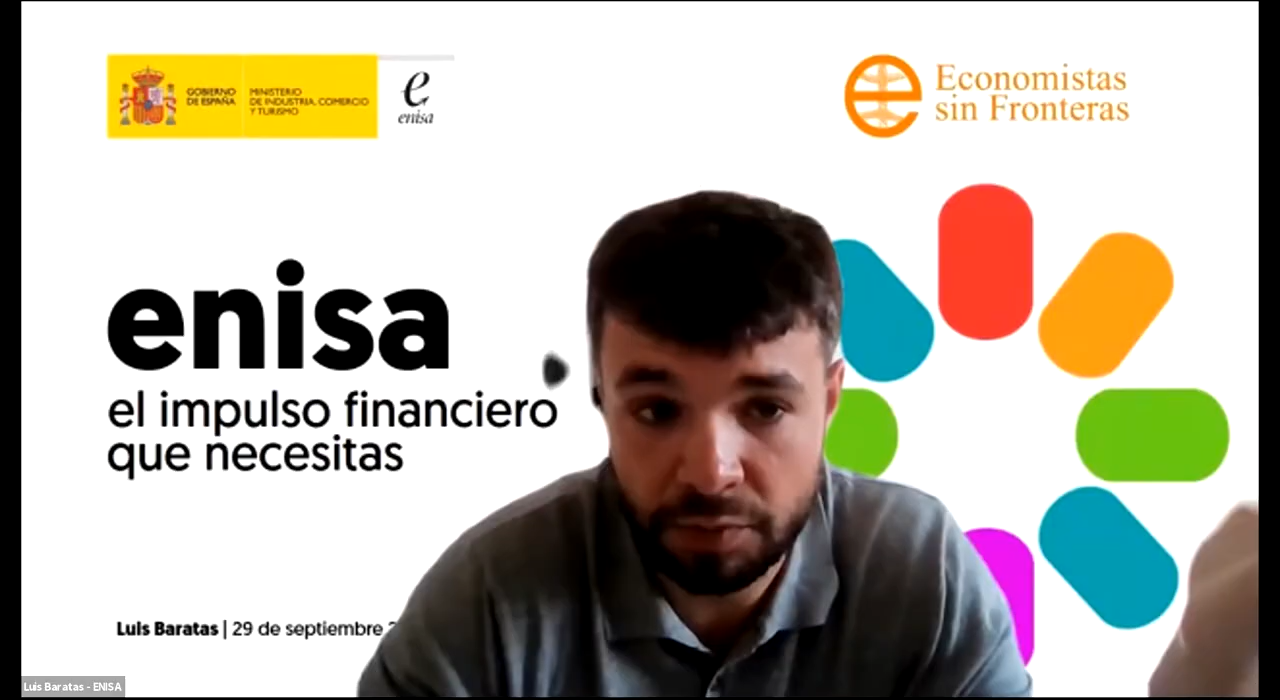 GOBIERNO
DE ESPAÑA
MINISTERIO
DE INDUSTRIA, COMERCIO
Y TURISMO
e
enisa
Economistas
sin Fronteras
enisa
el impulso financiero
que necesitas
Luis Baratas | 29 de septiembre
Luis Baratas - ENISA